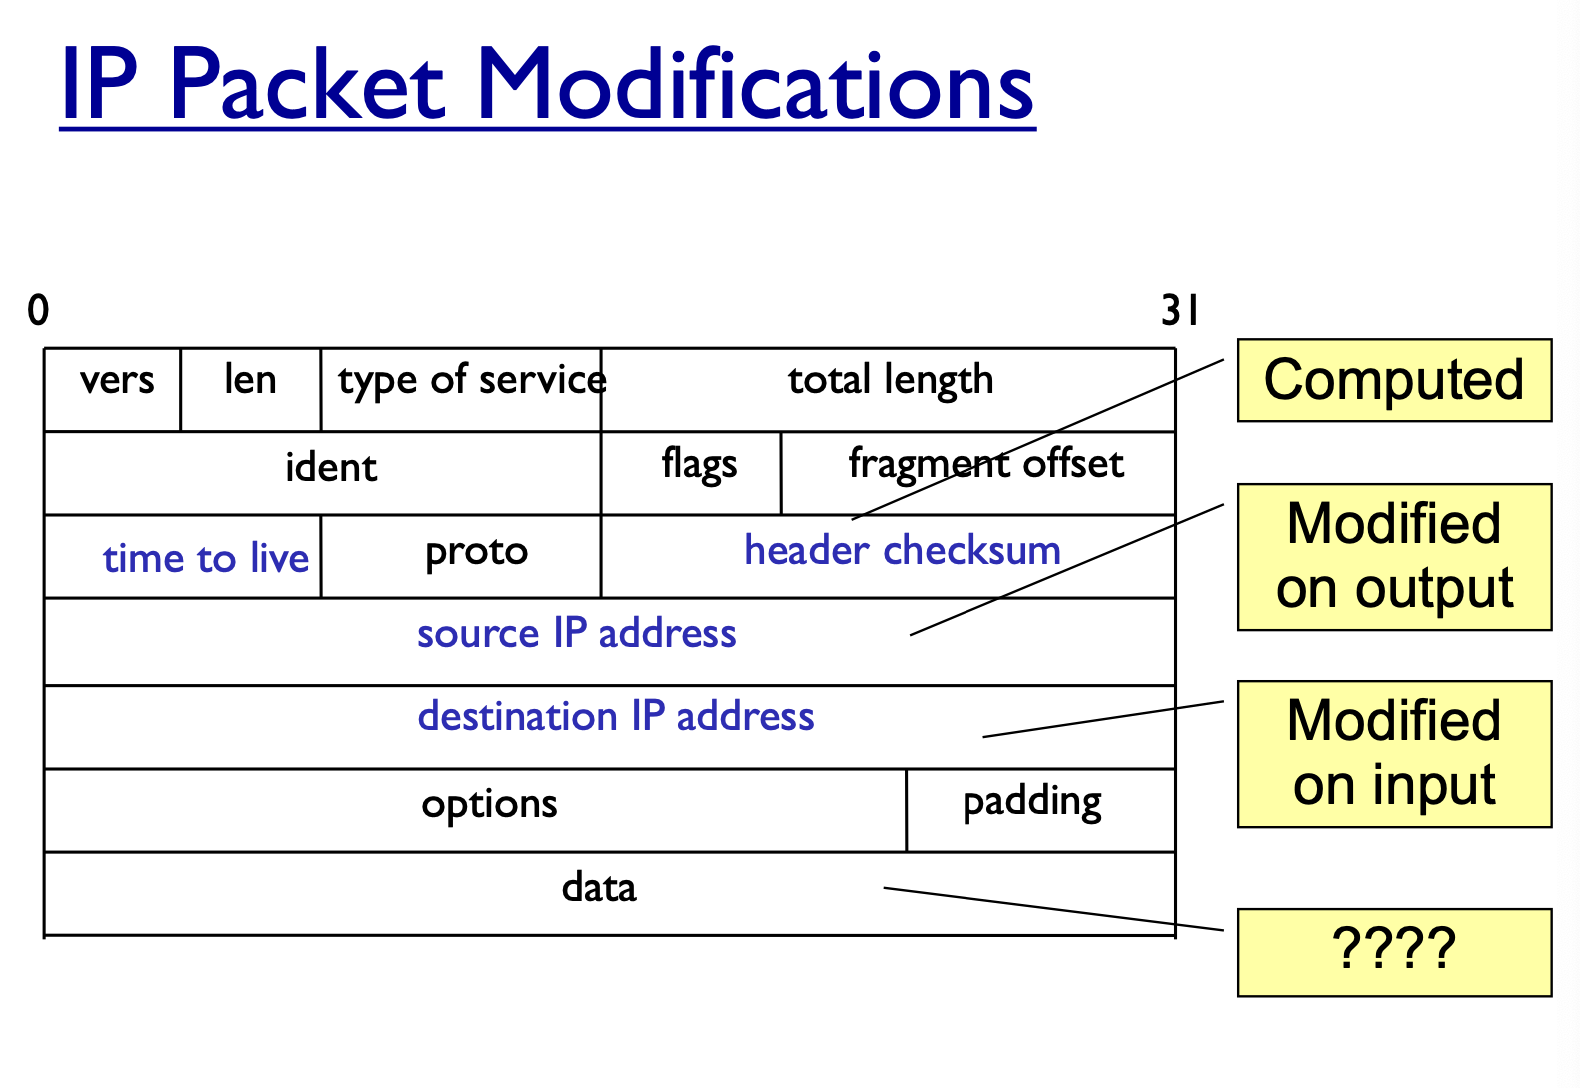 IP Packet Modifications
0
31
vers
len
type of service
total length
ident
flags
fragment offset
time to live
proto
header checksum
source IP address
destination IP address
options
padding
data
Computed
Modified
on output
Modified
on input
????